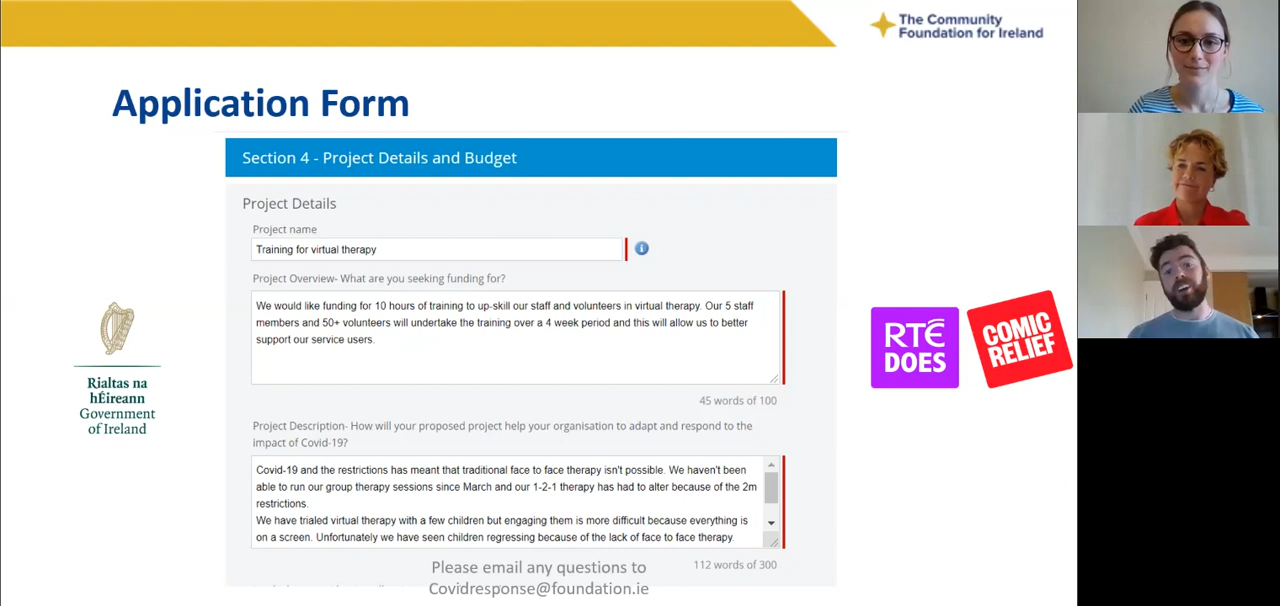 The Community
Foundation for Ireland
Application Form
Section 4 - Project Details and Budget
Project Details
Project name
Training for virtual therapy
Project Overview- What are you seeking funding for?
We would like funding for 10 hours of training to up-skill our staff and volunteers in virtual therapy. Our 5 staff
members and 50+ volunteers will undertake the training over a 4 week period and this will allow us to better
support our service users.
45 words of 100
Project Description- How will your proposed project help your organisation to adapt and respond to the
impact of Covid-19?
Covid-19 and the restrictions has meant that traditional face to face therapy isn't possible. We haven't been
able to run our group therapy sessions since March and our 1-2-1 therapy has had to alter because of the 2m
restrictions.
We have trialed virtual therapy with a few children but engaging them is more difficult because everything is
on a screen. Unfortunately we have seen children regressing because of the lack of face to face therapy.
112 words of 300
Please email any questions to
Covidresponse@foundation.ie
Rialtas na
hÉireann
Government
of Ireland
RTÉ
DOES
COMIC
RELIEF